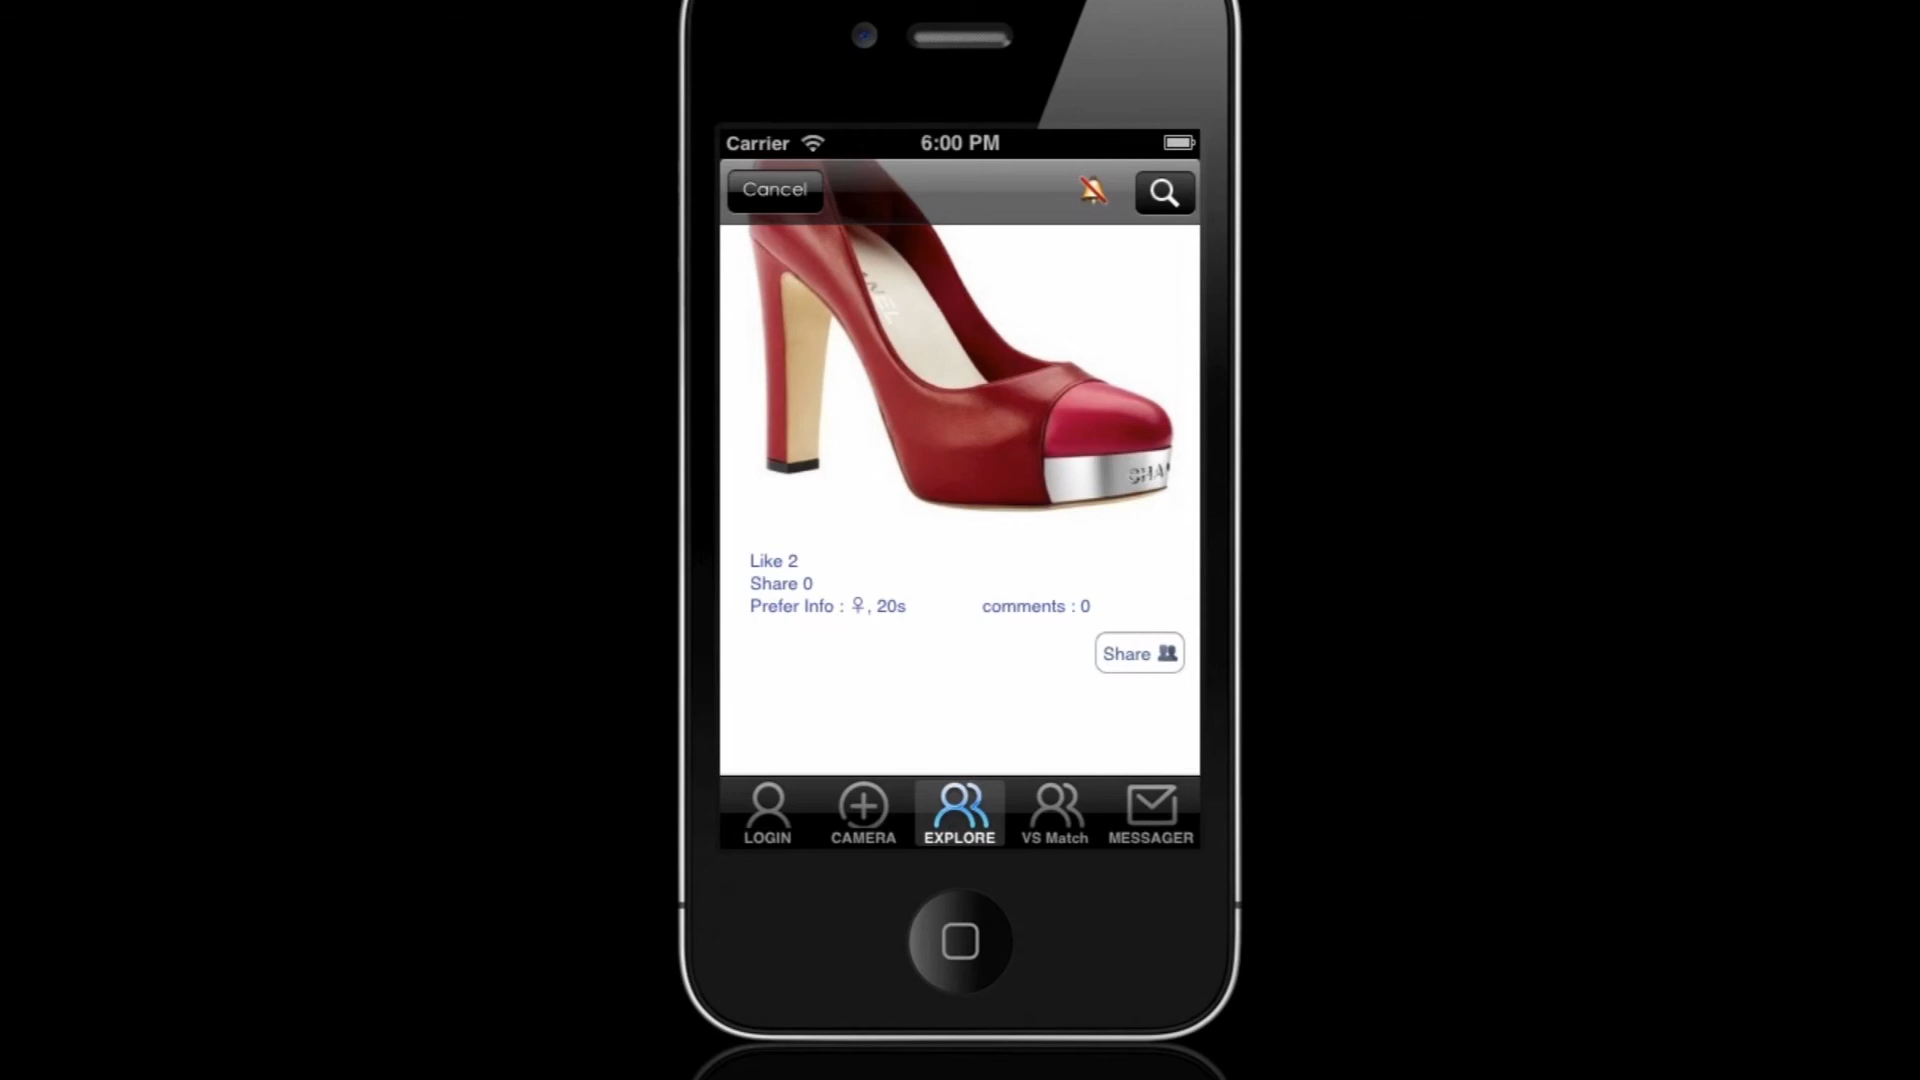 Carrier 6:00 PM
Cancel
Like 2
Share 0
Prefer Info : ♀, 20s comments : 0
Share
LOGIN CAMERA EXPLORE VS Match MESSAGER